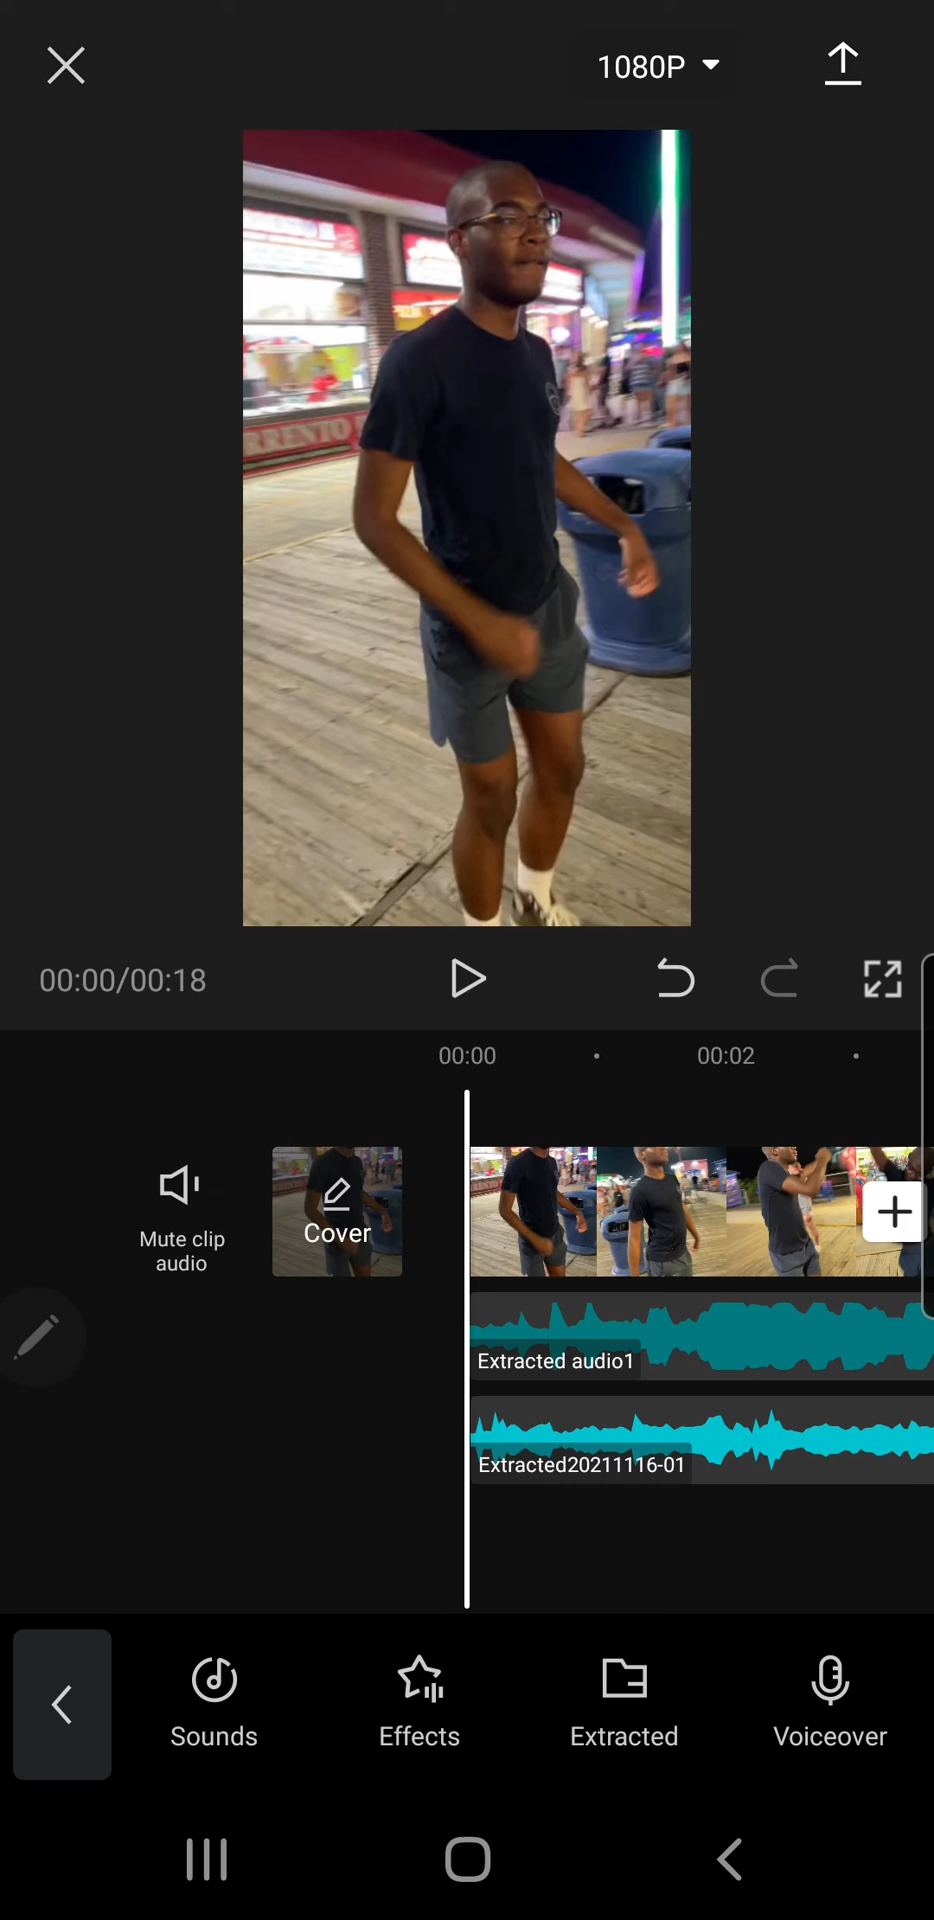 1080P
RRENTO
00:00/00:18
00:00
00:02
Mute clip
audio
Cover
Extracted audio1
Extracted20211116-01
Sounds
Effects
Extracted
Voiceover